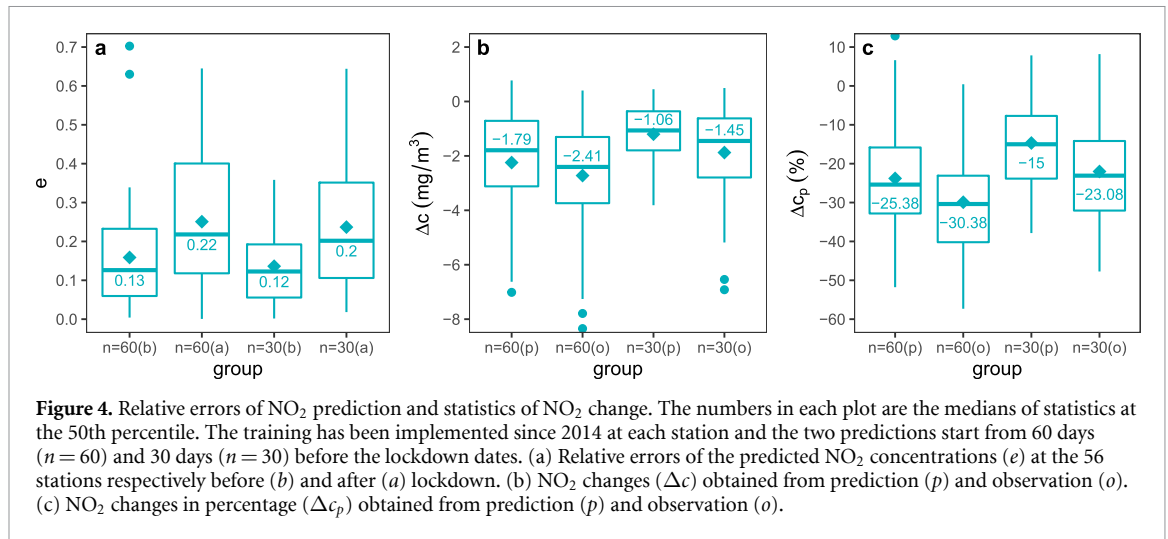 a
0.7
0.6
0.5
0.4
0.3
0.2
0.1
0.0
e
0.13
0.22
0.12
0.2
n=60(b) n=60(a) n=30(b) n=30(a)
group
b
2
0
−2
−4
−6
−8
Δc (mg/m³)
−1.79
−2.41
−1.06
−1.45
n=60(p) n=60(o) n=30(p) n=30(o)
group
c
10
0
−10
−20
−30
−40
−50
−60
Δcₚ (%)
−25.38
−30.38
−15
−23.08
n=60(p) n=60(o) n=30(p) n=30(o)
group
Figure 4. Relative errors of NO₂ prediction and statistics of NO₂ change. The numbers in each plot are the medians of statistics at
the 50th percentile. The training has been implemented since 2014 at each station and the two predictions start from 60 days
(n = 60) and 30 days (n = 30) before the lockdown dates. (a) Relative errors of the predicted NO₂ concentrations (e) at the 56
stations respectively before (b) and after (a) lockdown. (b) NO₂ changes (Δc) obtained from prediction (p) and observation (o).
(c) NO₂ changes in percentage (Δcₚ) obtained from prediction (p) and observation (o).